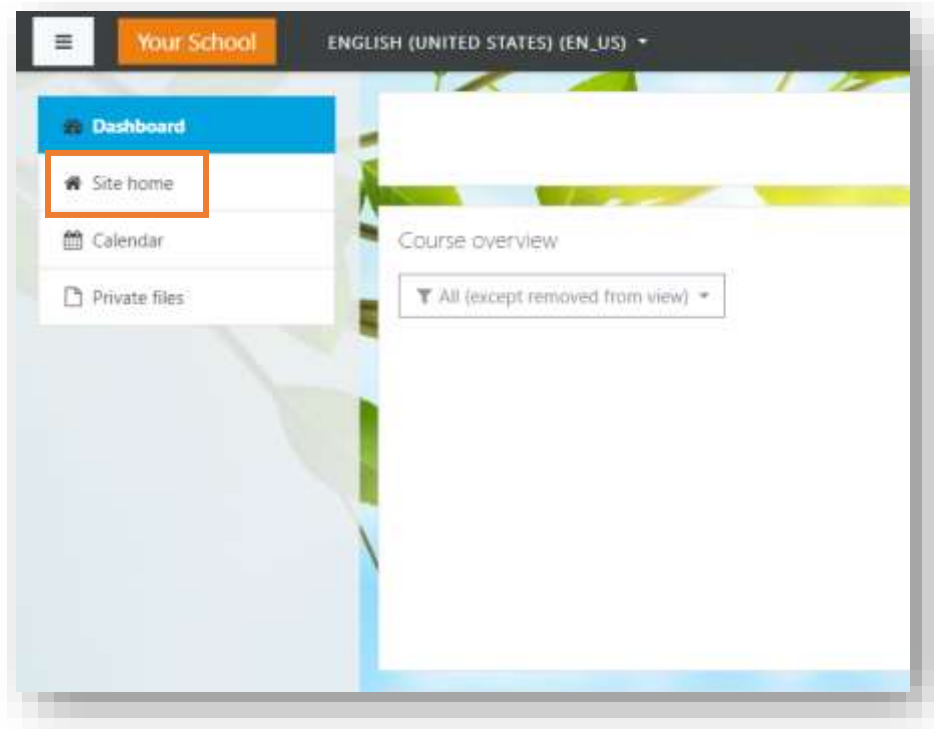 Your School
ENGLISH (UNITED STATES) (EN_US)
Dashboard
Site home
Calendar
Private files
Course overview
All (except removed from view)